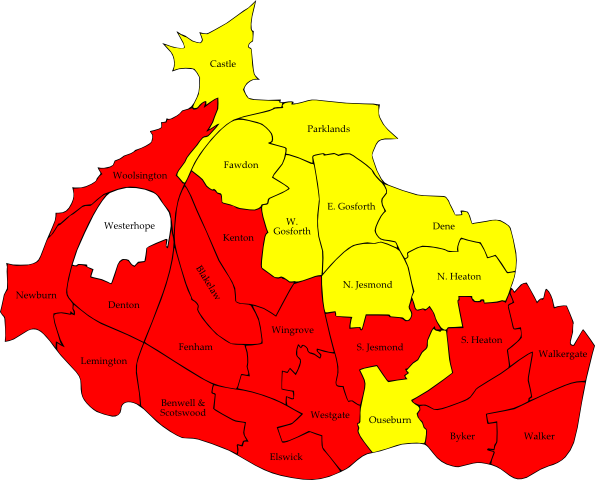 Castle
Parklands
Fawdon
Woolsington
E. Gosforth
Westerhope
W.
Gosforth
Dene
Kenton
N. Heaton
Blakelaw
N. Jesmond
Newburn
Denton
Wingrove
S. Heaton
Fenham
S. Jesmond
Walkergate
Lemington
Benwell &
Scotswood
Westgate
Ouseburn
Byker
Walker
Elswick